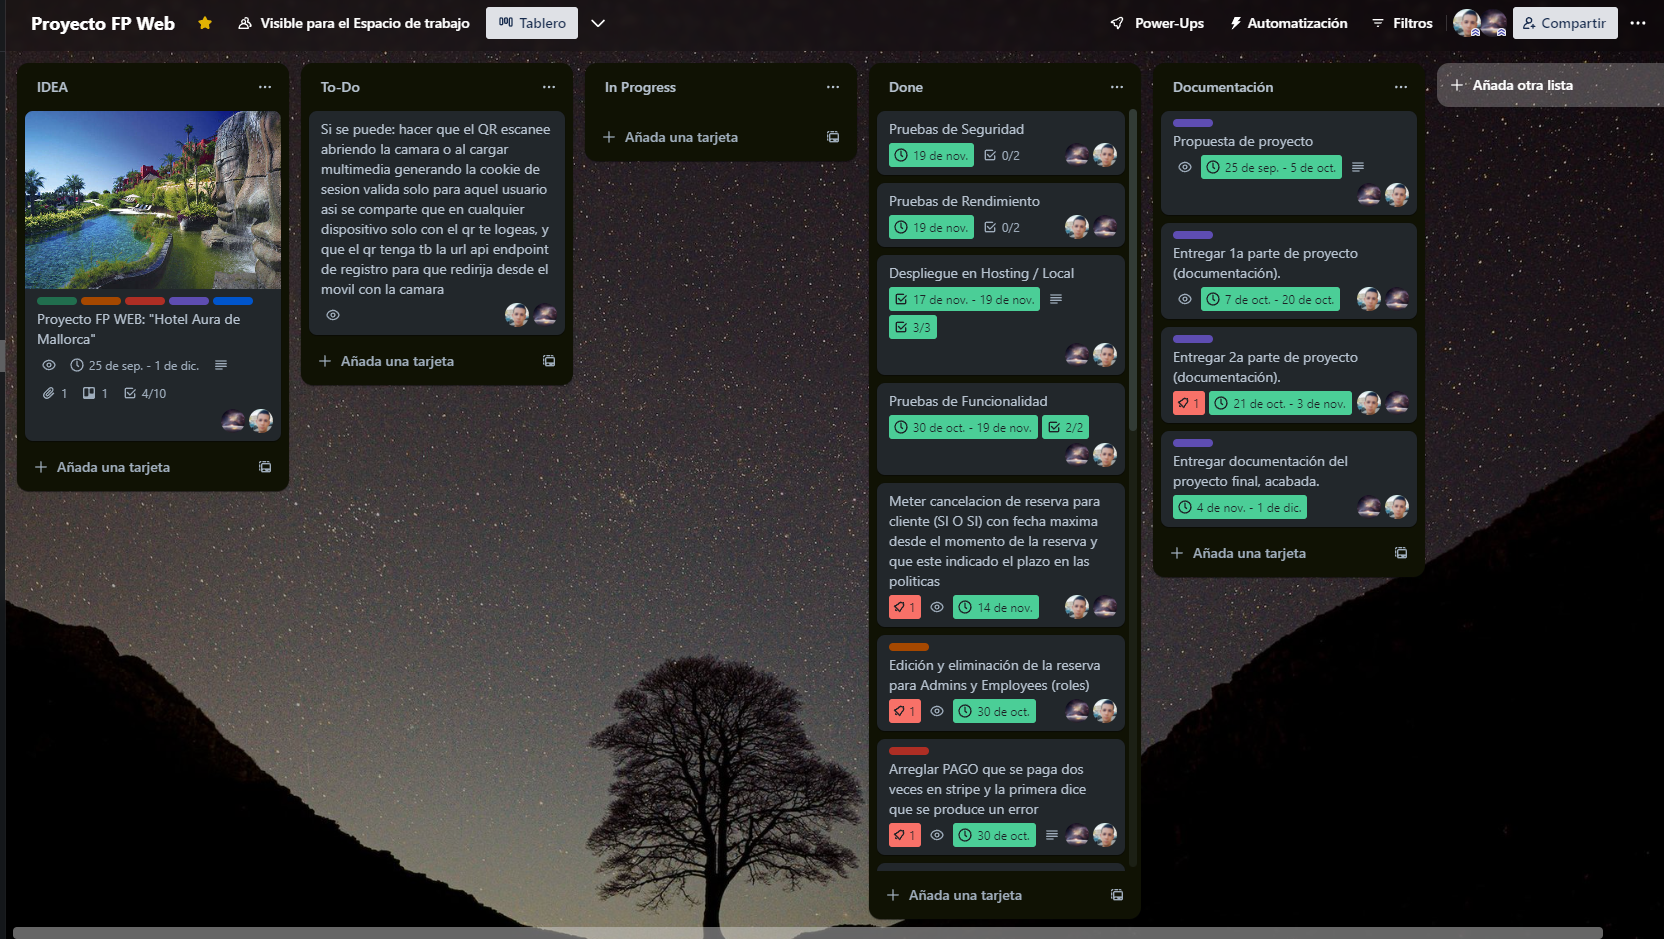 Proyecto FP Web
Visible para el Espacio de trabajo
Tablero
Power-Ups
Automatización
Filtros
Compartir
IDEA
Proyecto FP WEB: "Hotel Aura de
Mallorca"
25 de sep. - 1 de dic.
1
1
4/10
Añada una tarjeta
To-Do
Si se puede: hacer que el QR escanee
abriendo la camara o al cargar
multimedia generando la cookie de
sesion valida solo para aquel usuario
asi se comparte que en cualquier
dispositivo solo con el qr te logeas, y
que el qr tenga tb la url api endpoint
de registro para que redirija desde el
movil con la camara
Añada una tarjeta
In Progress
Añada una tarjeta
Done
Pruebas de Seguridad
19 de nov.
0/2
Pruebas de Rendimiento
19 de nov.
0/2
Despliegue en Hosting / Local
17 de nov. - 19 de nov.
3/3
Pruebas de Funcionalidad
30 de oct. - 19 de nov.
2/2
Meter cancelacion de reserva para
cliente (SI O SI) con fecha maxima
desde el momento de la reserva y
que este indicado el plazo en las
politicas
1
14 de nov.
Edición y eliminación de la reserva
para Admins y Employees (roles)
1
30 de oct.
Arreglar PAGO que se paga dos
veces en stripe y la primera dice
que se produce un error
1
30 de oct.
Añada una tarjeta
Documentación
Propuesta de proyecto
25 de sep. - 5 de oct.
Entregar 1a parte de proyecto
(documentación).
7 de oct. - 20 de oct.
Entregar 2a parte de proyecto
(documentación).
1
21 de oct. - 3 de nov.
Entregar documentación del
proyecto final, acabada.
4 de nov. - 1 de dic.
Añada una tarjeta
Añada otra lista